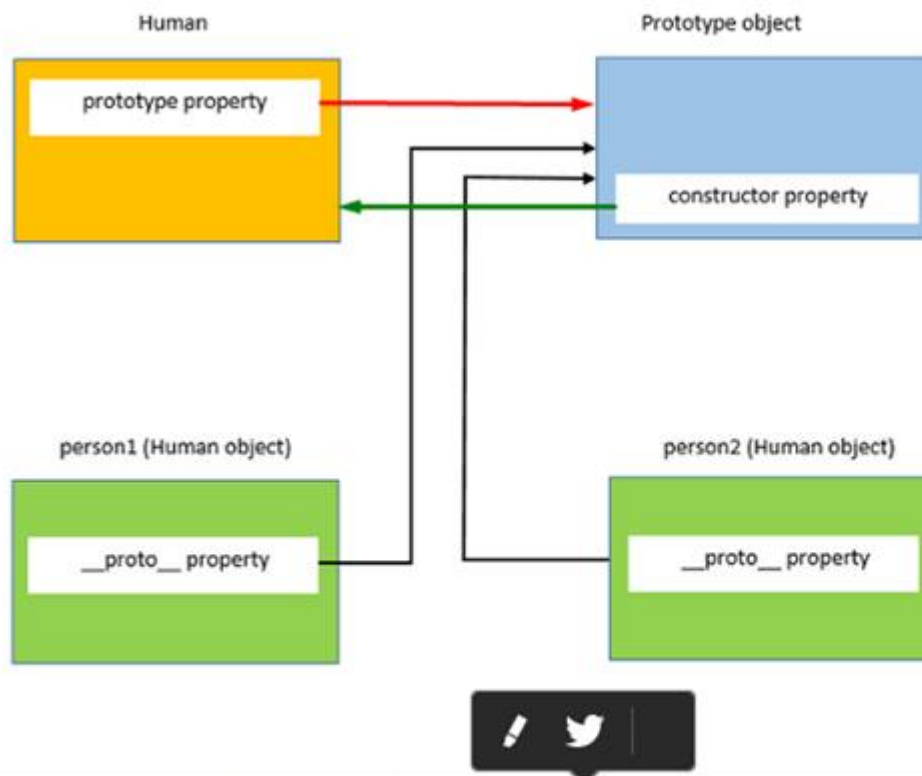 Human
Prototype object
prototype property
constructor property
person1 (Human object)
person2 (Human object)
__proto__ property
__proto__ property